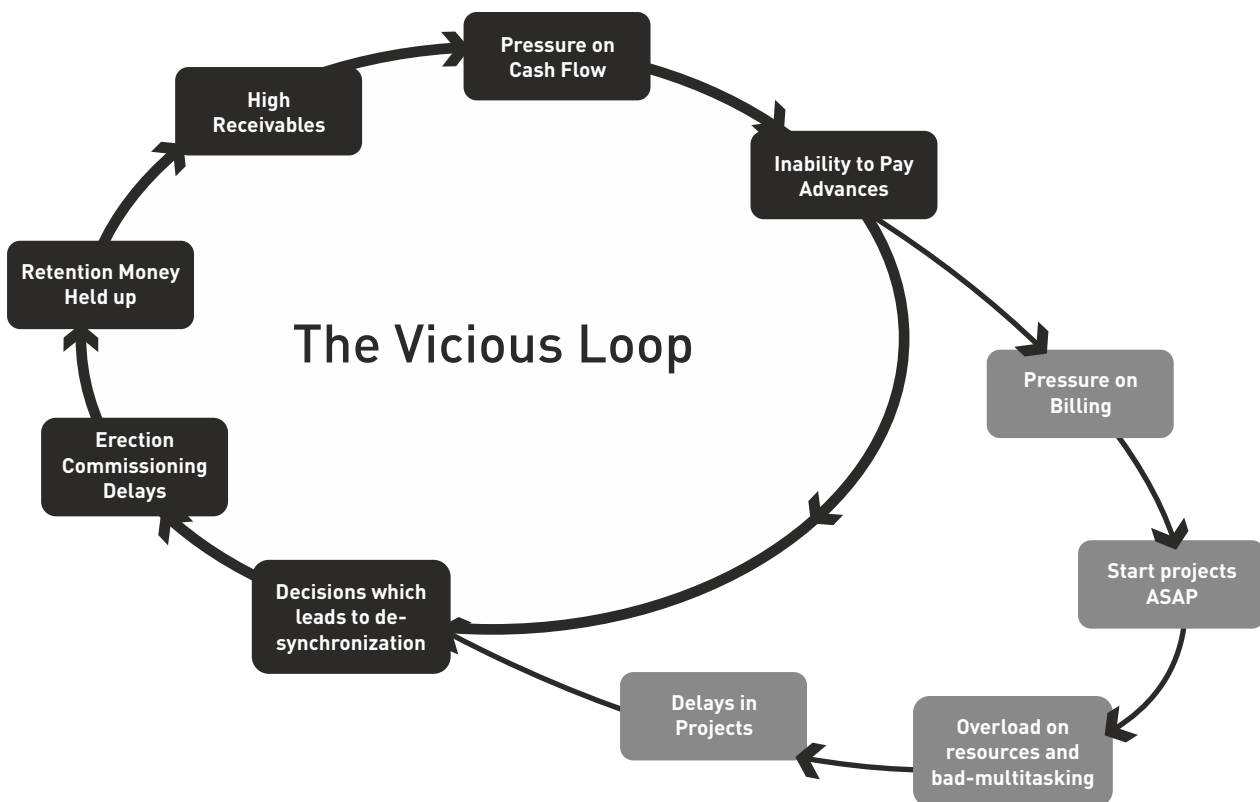 Pressure on
Cash Flow
High
Receivables
Inability to Pay
Advances
Retention Money
Held up
The Vicious Loop
Pressure on
Billing
Erection
Commissioning
Delays
Start projects
ASAP
Decisions which
leads to de-
synchronization
Delays in
Projects
Overload on
resources and
bad-multitasking